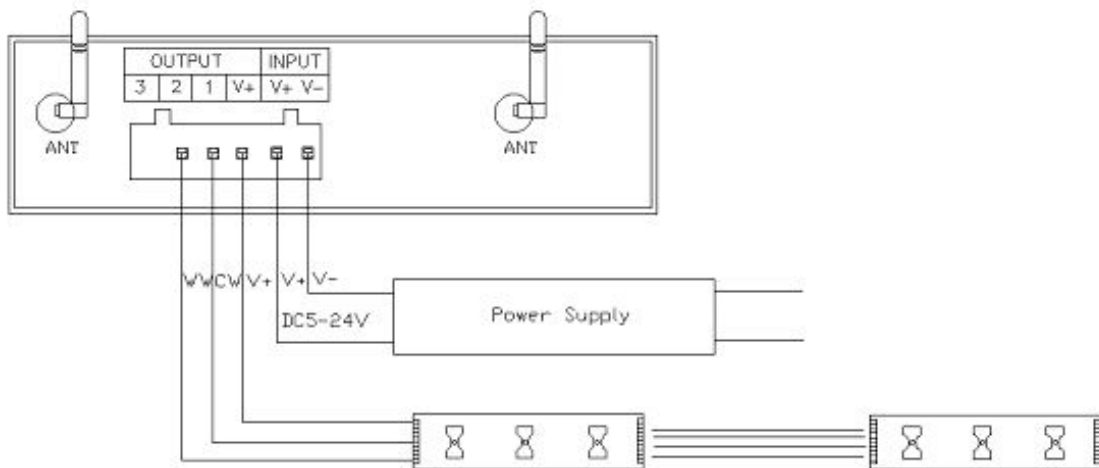 OUTPUT INPUT
3 2 1 V+ V+ V-
ANT ANT
WW CW V+ V+ V-
DC5-24V
Power Supply